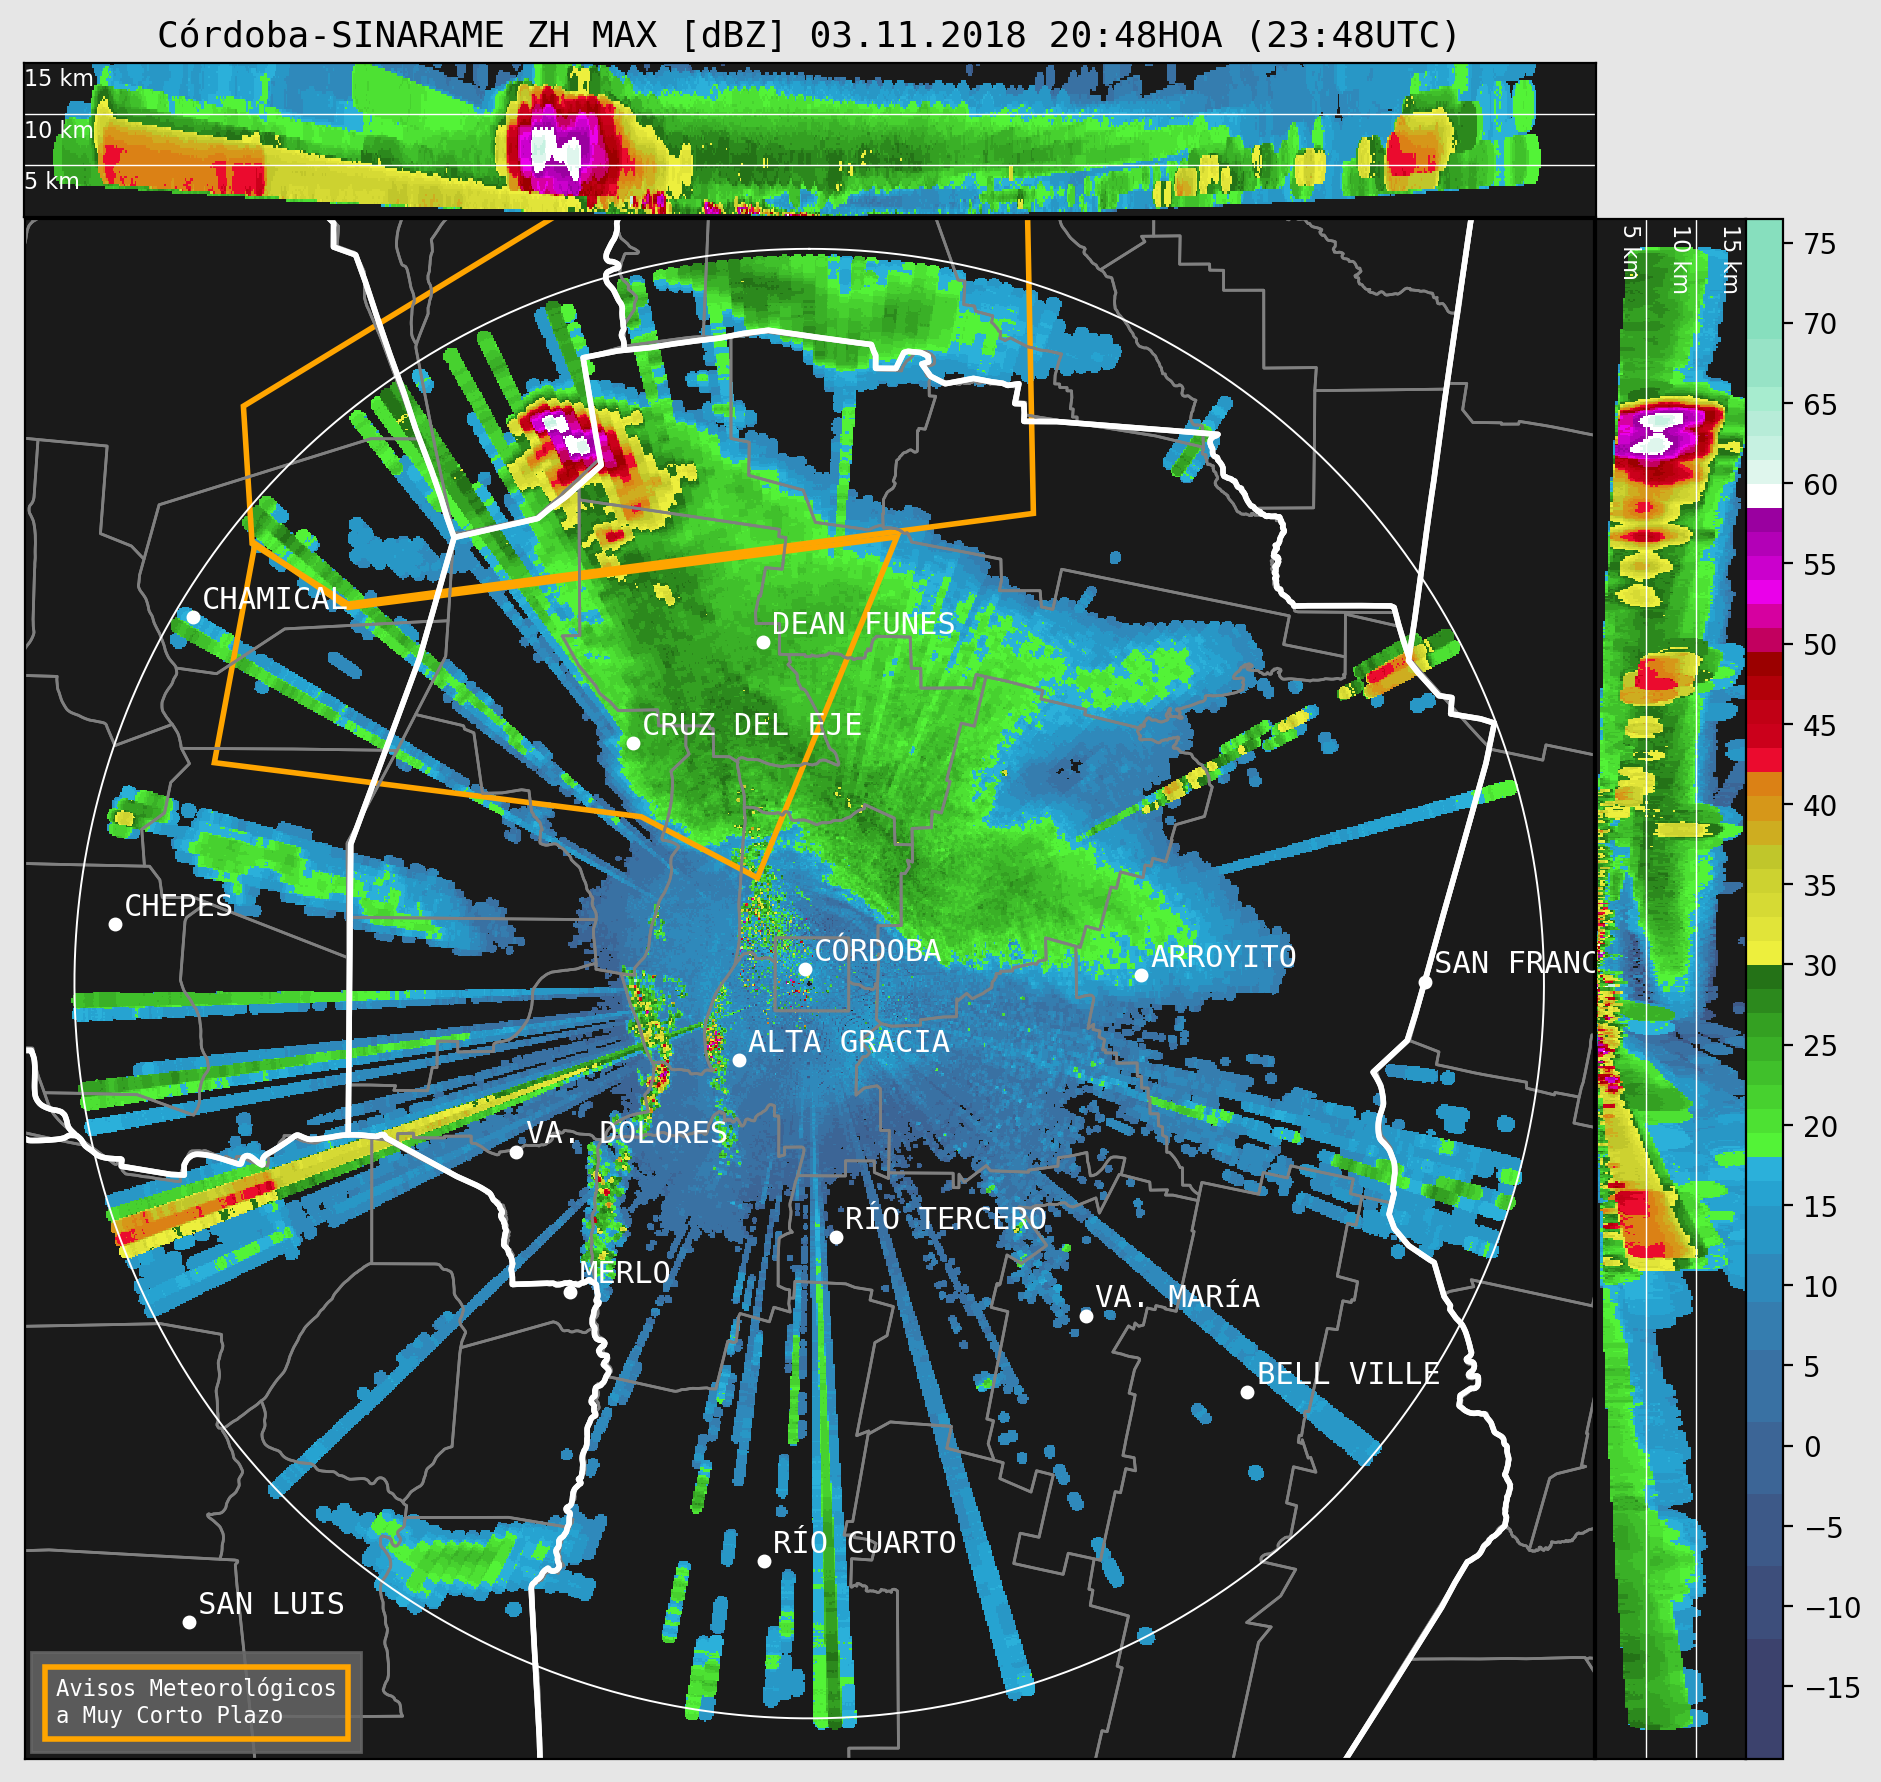 Córdoba-SINARAME ZH MAX [dBZ] 03.11.2018 20:48HOA (23:48UTC)
15 km
10 km
5 km
5 km
10 km
15 km
75
70
65
60
55
50
45
40
35
30
25
20
15
10
5
0
−5
−10
−15
CHAMICAL
DEAN FUNES
CRUZ DEL EJE
CHEPES
CÓRDOBA
ARROYITO
SAN FRANC
ALTA GRACIA
VA. DOLORES
RÍO TERCERO
MERLO
VA. MARÍA
BELL VILLE
RÍO CUARTO
SAN LUIS
Avisos Meteorológicos
a Muy Corto Plazo